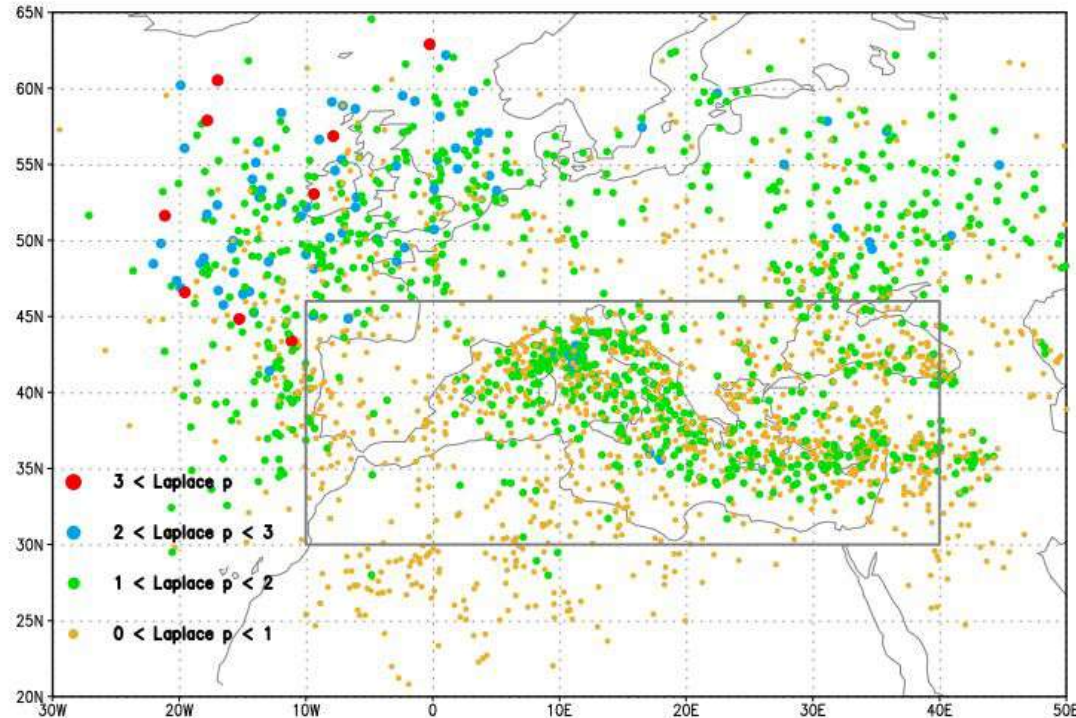 65N
60N
55N
50N
45N
40N
35N
3 < Laplace p
2 < Laplace p < 3
30N
1 < Laplace p < 2
25N
0 < Laplace p < 1
20N
30W 20W 10W 0 10E 20E 30E 40E 50E